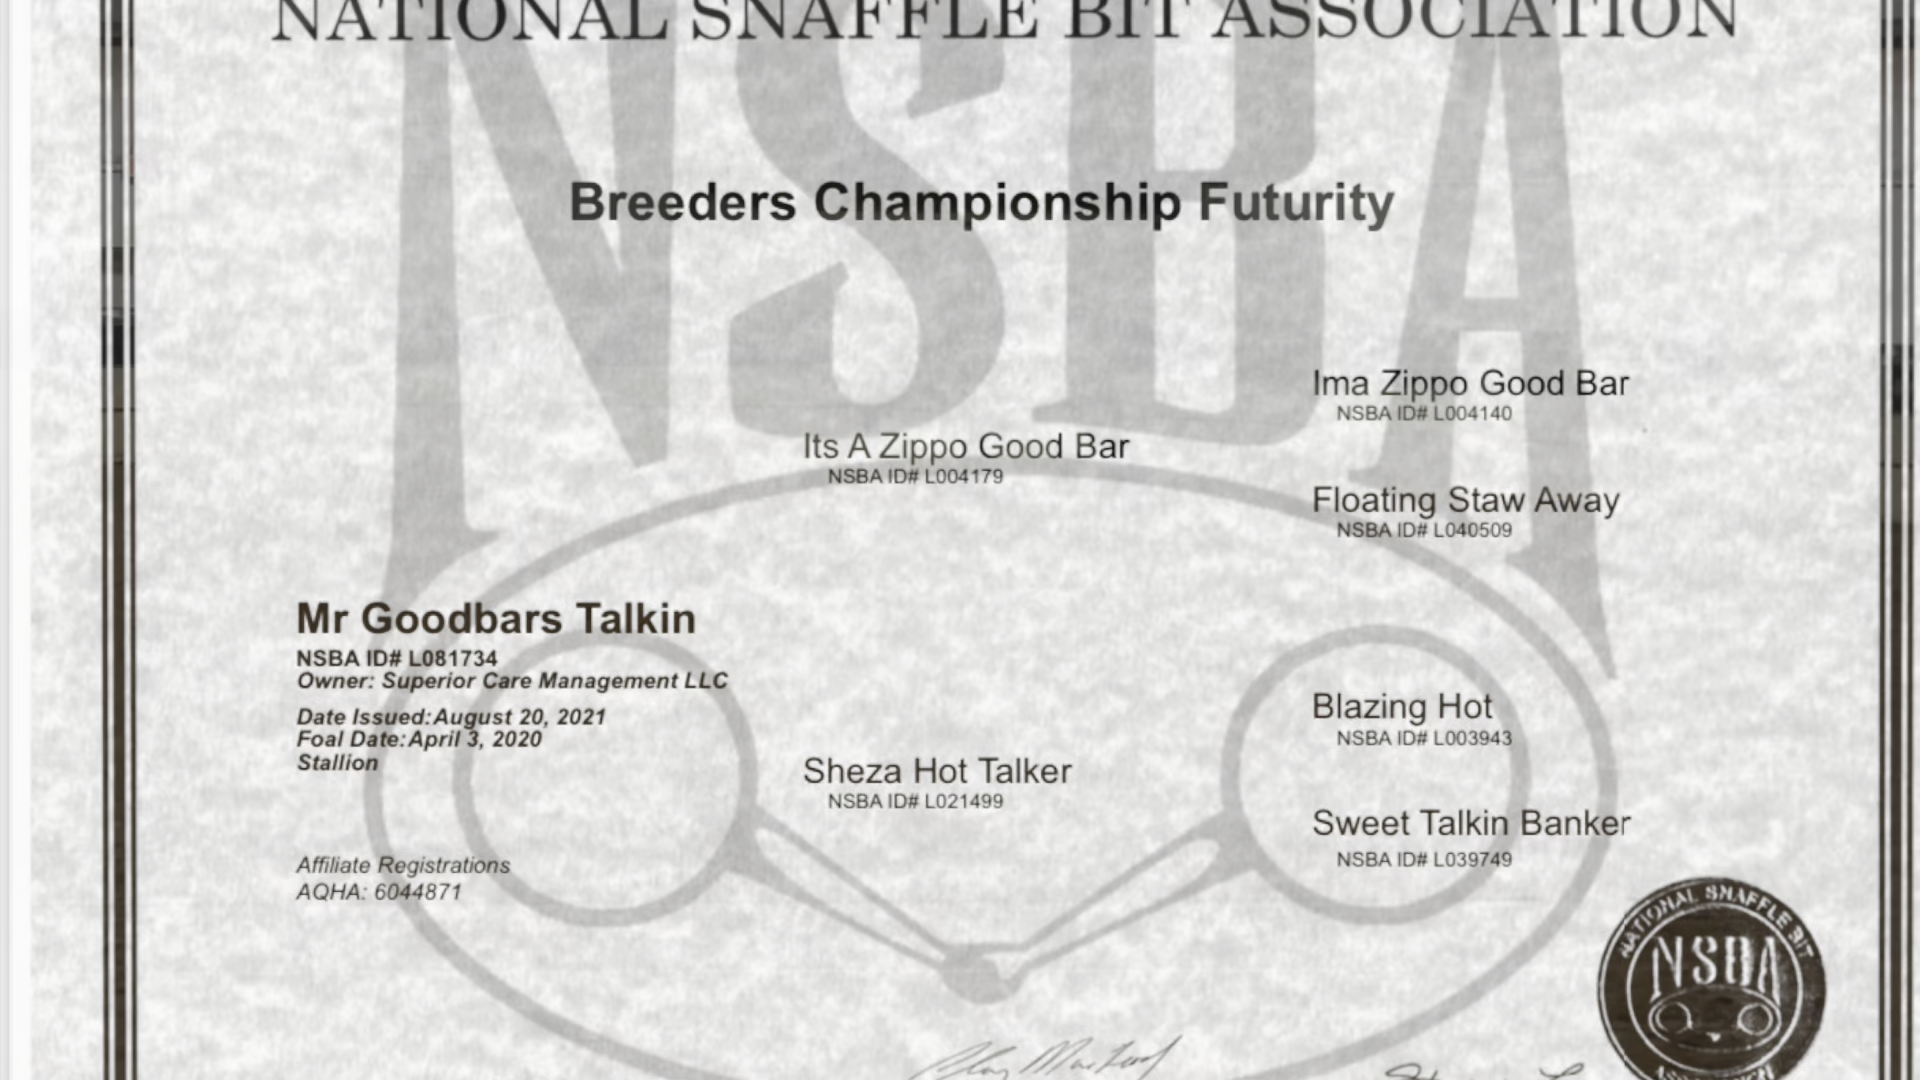 NATIONAL SNAFFLE BIT ASSOCIATION
NSBA
Breeders Championship Futurity
Ima Zippo Good Bar
NSBA ID# L004140
Its A Zippo Good Bar
NSBA ID# L004179
Floating Staw Away
NSBA ID# L040509
Mr Goodbars Talkin
NSBA ID# L081734
Owner: Superior Care Management LLC
Date Issued:August 20, 2021
Foal Date:April 3, 2020
Stallion
Blazing Hot
NSBA ID# L003943
Sheza Hot Talker
NSBA ID# L021499
Sweet Talkin Banker
NSBA ID# L039749
Affiliate Registrations
AQHA: 6044871
NATIONAL SNAFFLE BIT
NSBA
ASSOCIATION